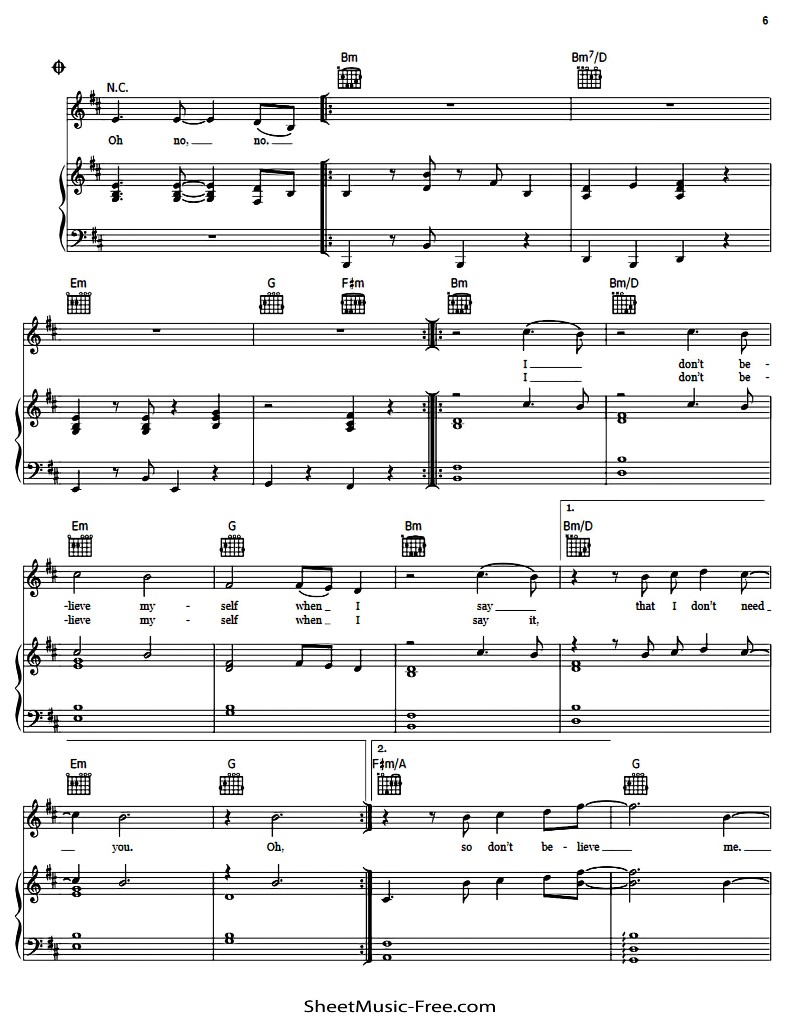 6
Bm Bm7/D
N.C.
Oh no, no.
Em G F♯m Bm Bm/D
I don't be -
I don't be -
1.
Em G Bm Bm/D
-lieve my - self when I say that I don't need
-lieve my - self when I say it,
2.
Em G F♯m/A G
you. Oh, so don't be - lieve me.
SheetMusic-Free.com